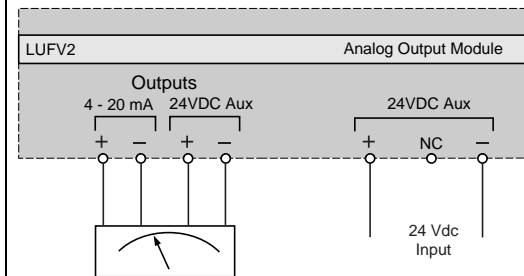 LUFV2 Analog Output Module
Outputs
4 - 20 mA 24VDC Aux 24VDC Aux
+ – + – + NC –
24 Vdc
Input